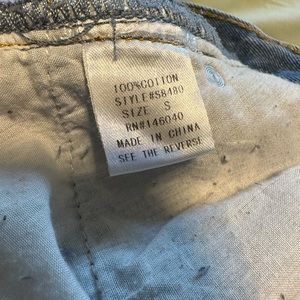 100%COTTON
STYLE#S8480
SIZE S
RN#146040
MADE IN CHINA
SEE THE REVERSE